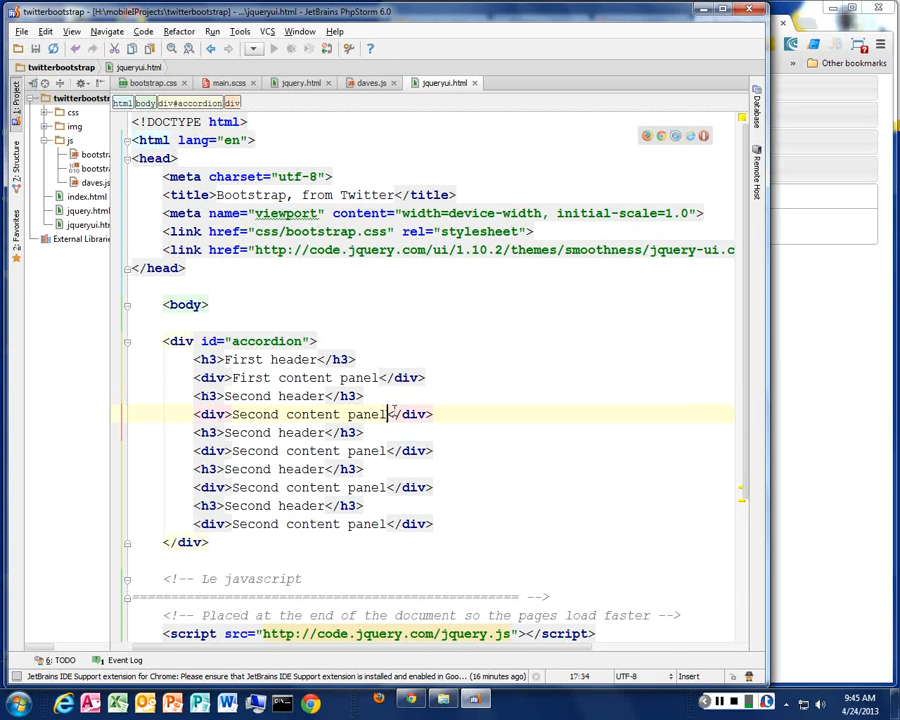 twitterbootstrap - [H:\mobileIProjects\twitterbootstrap] - ...\jqueryui.html - JetBrains PhpStorm 6.0
File Edit View Navigate Code Refactor Run Tools VCS Window Help
twitterbootstrap jqueryui.html
bootstrap.css main.scss jquery.html daves.js jqueryui.html
Other bookmarks
1: Project
Z: Structure
2: Favorites
Database
Remote Host
twitterbootstr
css
img
js
bootstra
bootstra
daves.js
index.html
jquery.html
jqueryui.html
External Librarie
html body div#accordion div
<!DOCTYPE html>
<html lang="en">
<head>
<meta charset="utf-8">
<title>Bootstrap, from Twitter</title>
<meta name="viewport" content="width=device-width, initial-scale=1.0">
<link href="css/bootstrap.css" rel="stylesheet">
<link href="http://code.jquery.com/ui/1.10.2/themes/smoothness/jquery-ui.c
</head>
<body>
<div id="accordion">
<h3>First header</h3>
<div>First content panel</div>
<h3>Second header</h3>
<div>Second content panel</div>
<h3>Second header</h3>
<div>Second content panel</div>
<h3>Second header</h3>
<div>Second content panel</div>
<h3>Second header</h3>
<div>Second content panel</div>
</div>
<!-- Le javascript
================================================== -->
<!-- Placed at the end of the document so the pages load faster -->
<script src="http://code.jquery.com/jquery.js"></script>
6: TODO Event Log
JetBrains IDE Support extension for Chrome: Please ensure that JetBrains IDE Support extension is installed and enabled in Goo... (16 minutes ago) 17:34 UTF-8 Insert
9:45 AM
4/24/2013